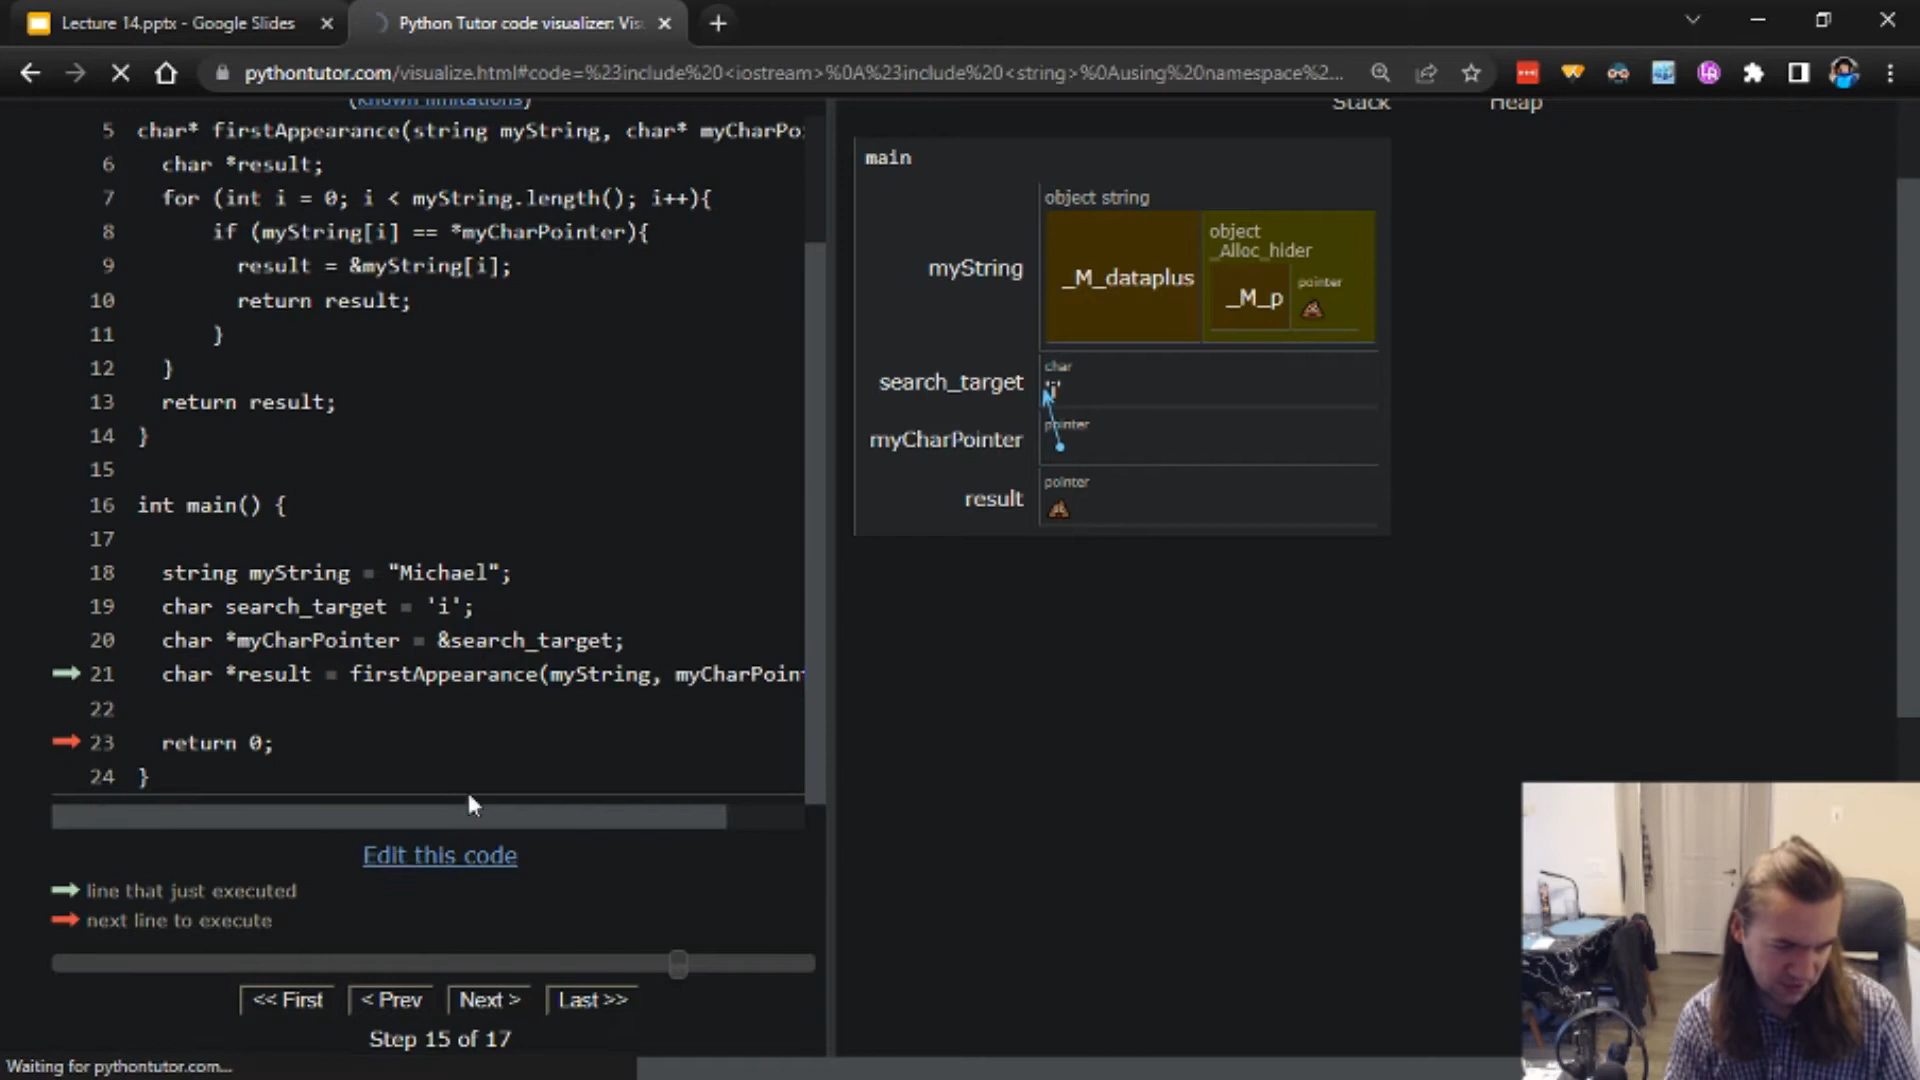 Lecture 14.pptx - Google Slides
Python Tutor code visualizer: Vis
pythontutor.com/visualize.html#code=%23include%20<iostream>%0A%23include%20<string>%0Ausing%20namespace%2...
(known limitations)
5 char* firstAppearance(string myString, char* myCharPo
6 char *result;
7 for (int i = 0; i < myString.length(); i++){
8 if (myString[i] == *myCharPointer){
9 result = &myString[i];
10 return result;
11 }
12 }
13 return result;
14 }
15
16 int main() {
17
18 string myString = "Michael";
19 char search_target = 'i';
20 char *myCharPointer = &search_target;
21 char *result = firstAppearance(myString, myCharPoin
22
23 return 0;
24 }
Edit this code
line that just executed
next line to execute
<< First
< Prev
Next >
Last >>
Step 15 of 17
Waiting for pythontutor.com...
Stack
Heap
main
myString
object string
_M_dataplus
object
_Alloc_hider
_M_p
pointer
search_target
char
'i'
myCharPointer
pointer
result
pointer